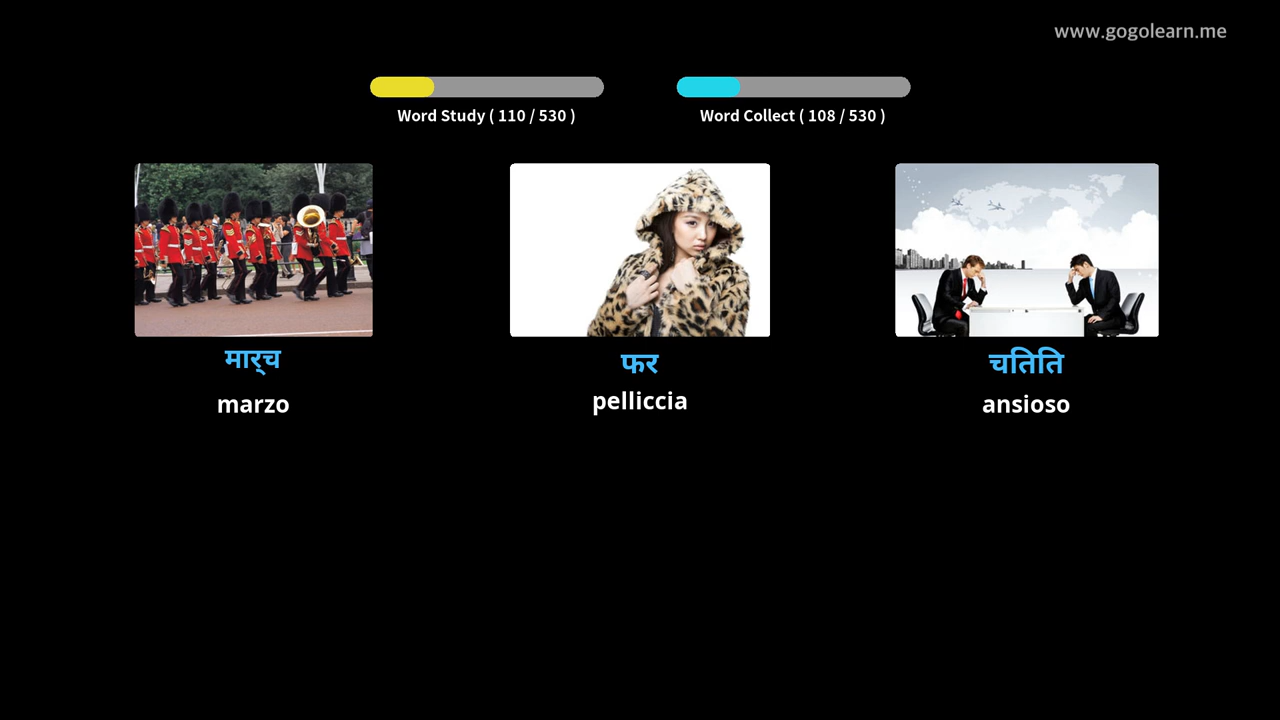 www.gogolearn.me
Word Study ( 110 / 530 )
Word Collect ( 108 / 530 )
मार्‌च
फर
चतिति
marzo
pelliccia
ansioso